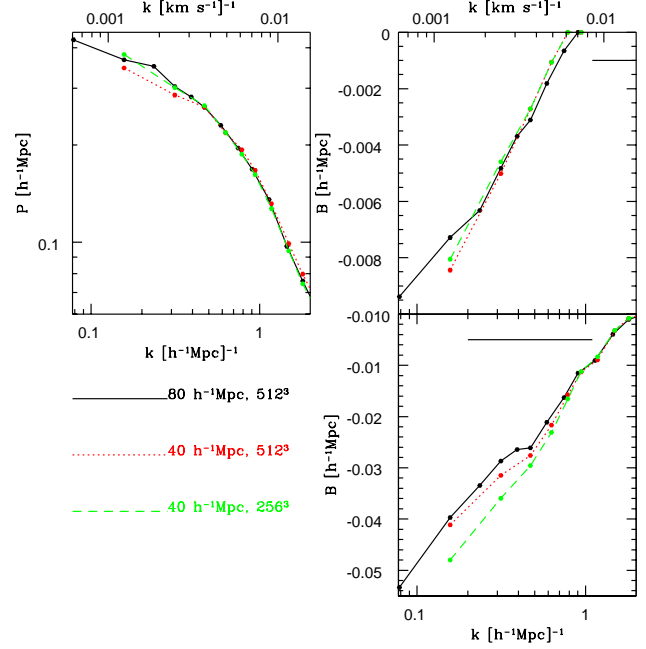 k [km s⁻¹]⁻¹
0.001
0.01
P [h⁻¹Mpc]
0.1
0.1
1
k [h⁻¹Mpc]⁻¹
80 h⁻¹Mpc, 512³
40 h⁻¹Mpc, 512³
40 h⁻¹Mpc, 256³
k [km s⁻¹]⁻¹
0.001
0.01
B [h⁻¹Mpc]
0
-0.002
-0.004
-0.006
-0.008
-0.010
B [h⁻¹Mpc]
-0.01
-0.02
-0.03
-0.04
-0.05
0.1
1
k [h⁻¹Mpc]⁻¹